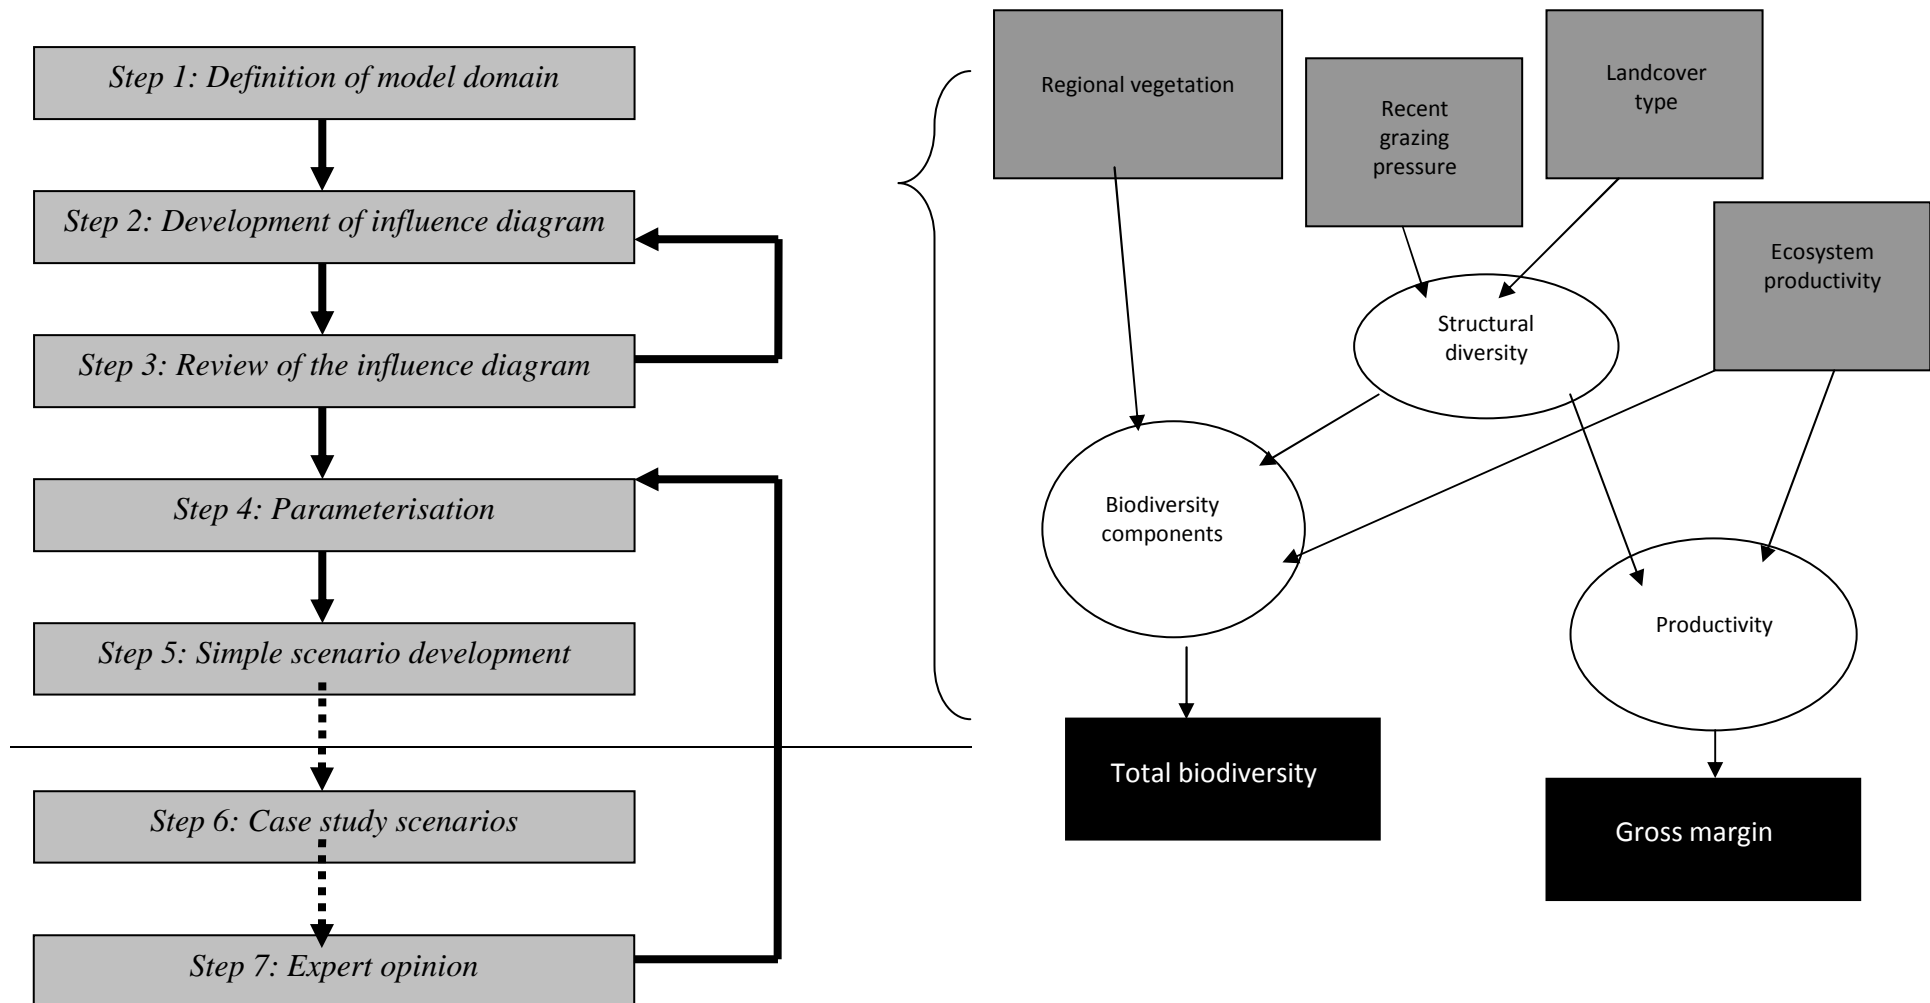 Step 1: Definition of model domain
Step 2: Development of influence diagram
Step 3: Review of the influence diagram
Step 4: Parameterisation
Step 5: Simple scenario development
Step 6: Case study scenarios
Step 7: Expert opinion
Regional vegetation
Recent
grazing
pressure
Landcover
type
Ecosystem
productivity
Structural
diversity
Biodiversity
components
Productivity
Total biodiversity
Gross margin